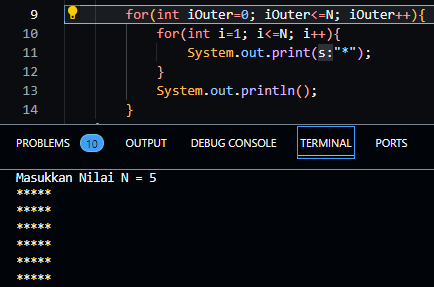 9 for(int iOuter=0; iOuter<=N; iOuter++){
10 for(int i=1; i<=N; i++){
11 System.out.print(s:"*");
12 }
13 System.out.println();
14 }
PROBLEMS 10 OUTPUT DEBUG CONSOLE TERMINAL PORTS
Masukkan Nilai N = 5
*****
*****
*****
*****
*****
*****